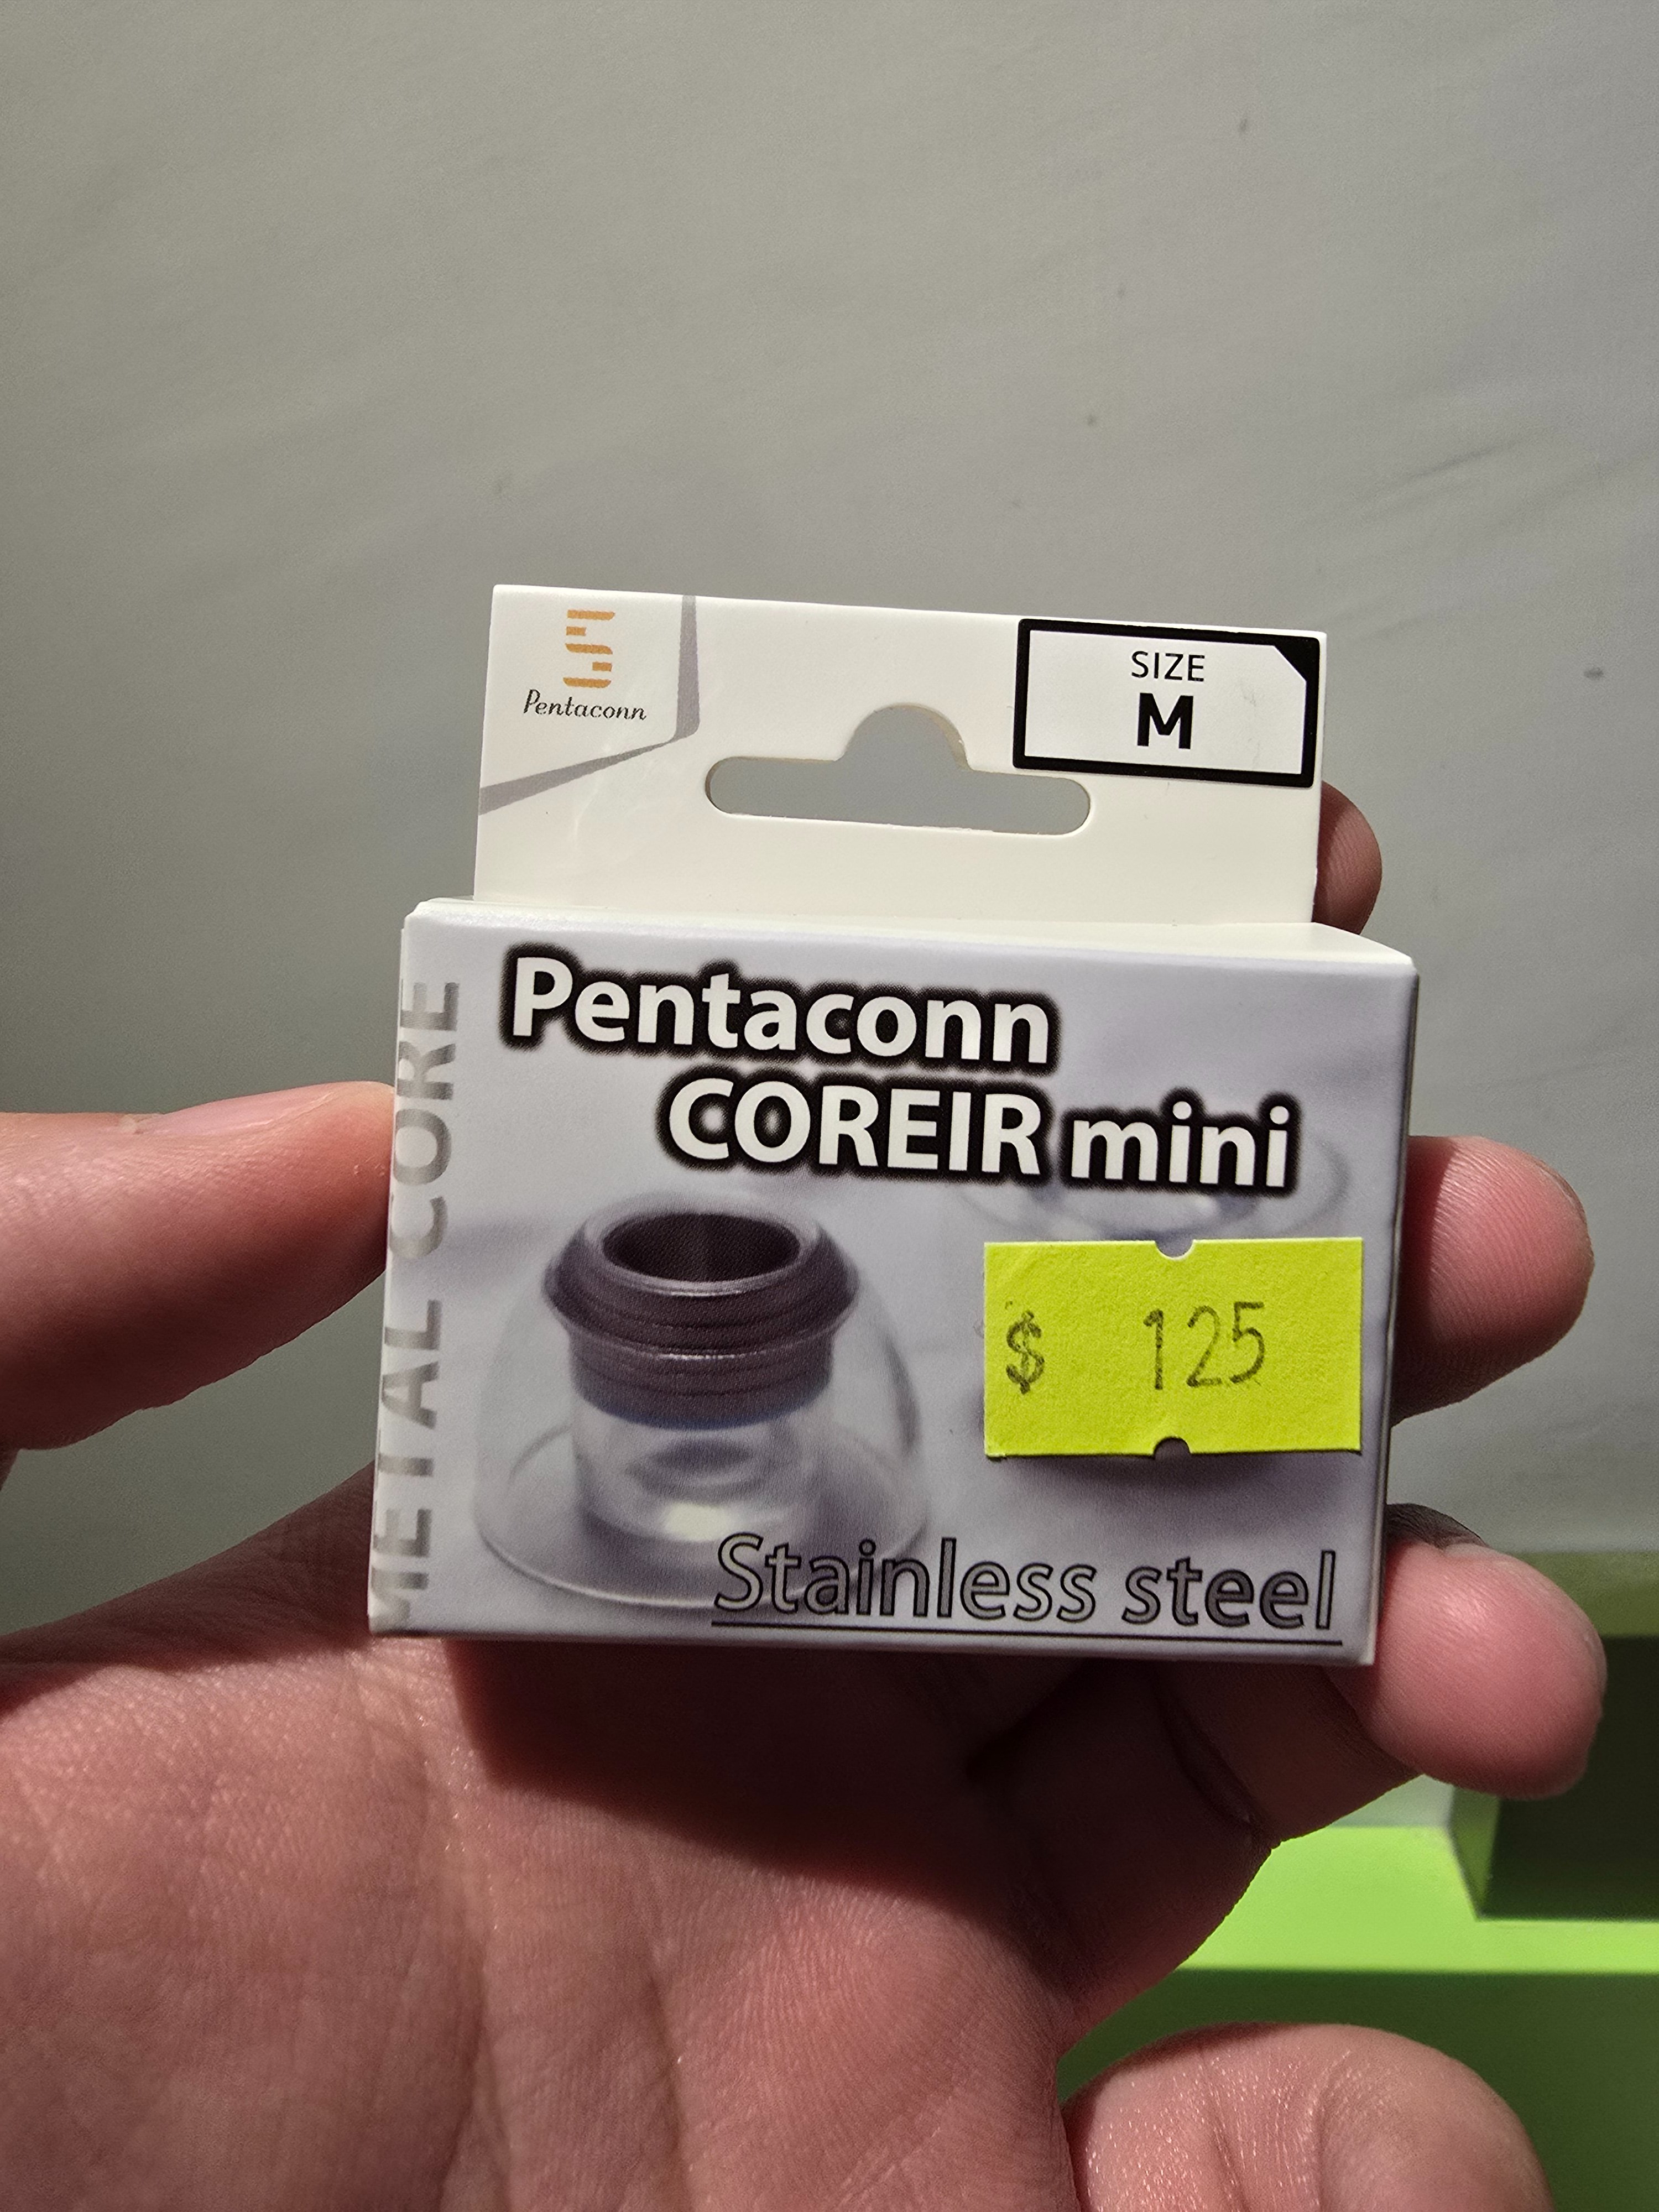 Pentaconn
SIZE
M
METAL CORE
Pentaconn
COREIR mini
$ 125
Stainless steel